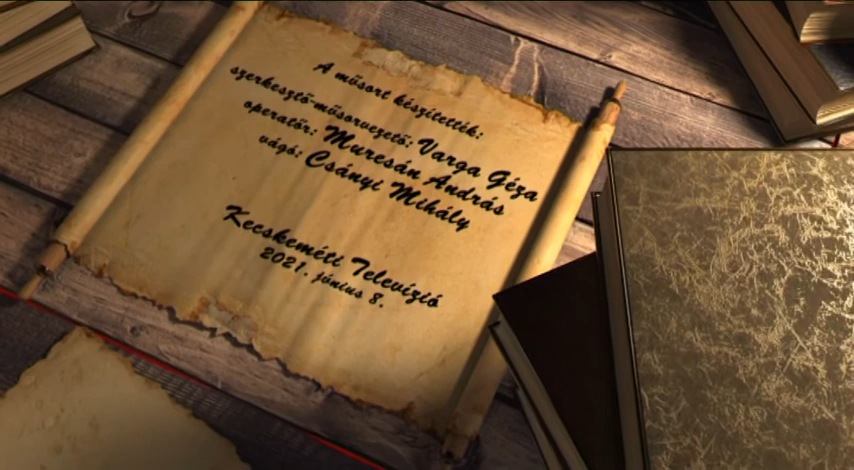 A műsort készítették:
szerkesztő-műsorvezető: Varga Géza
operatőr: Muresán András
vágó: Csányi Mihály
Kecskeméti Televízió
2021. június 8.